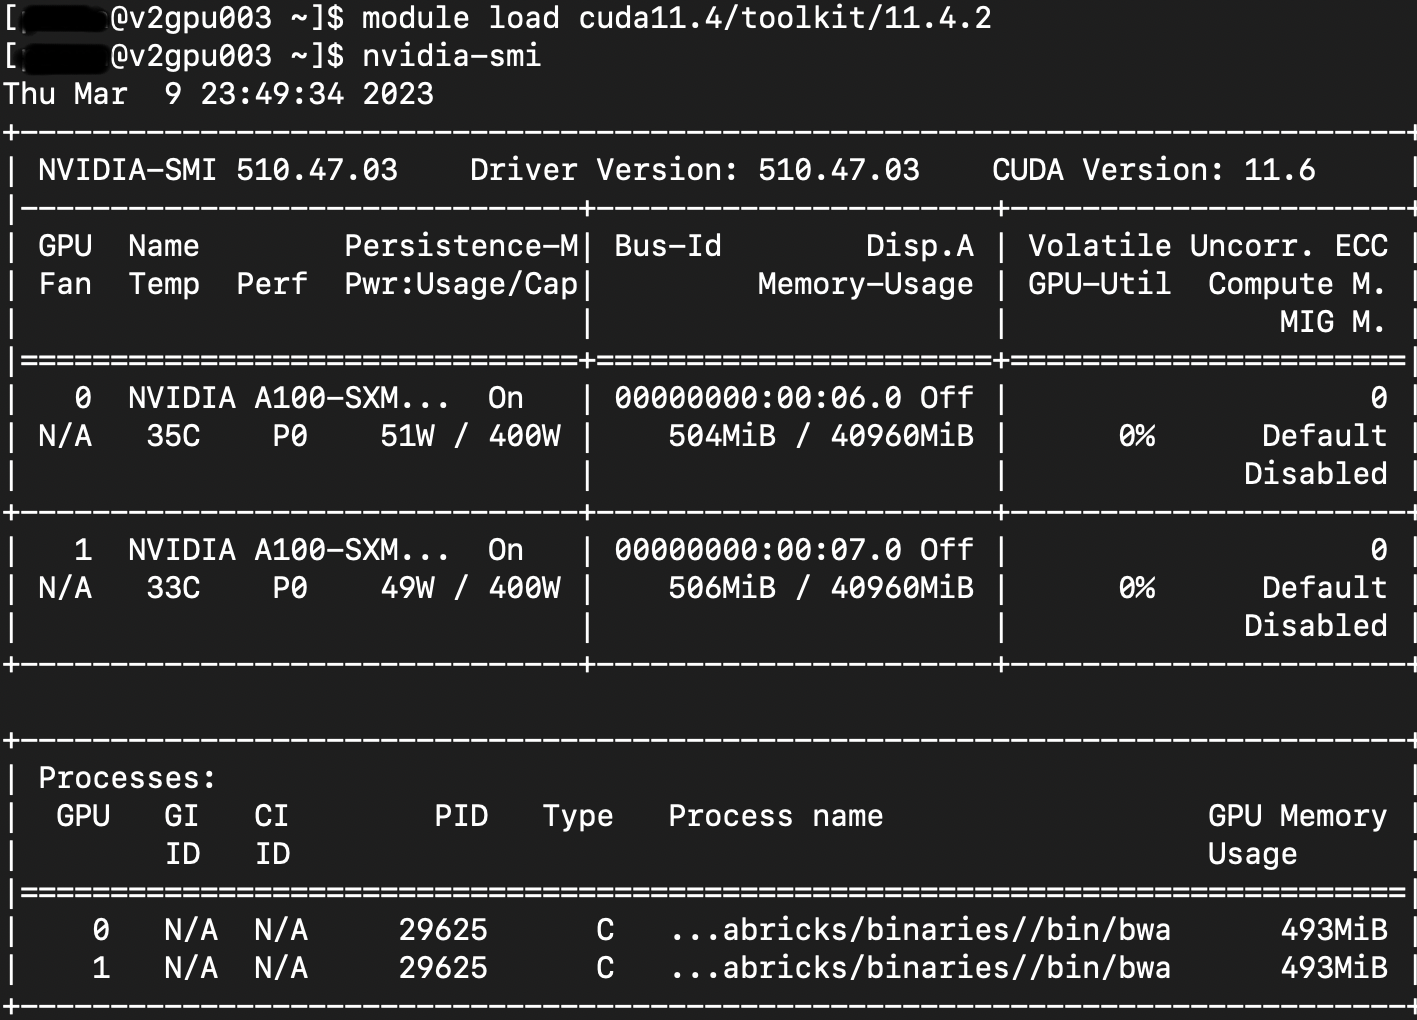 [ @v2gpu003 ~]$ module load cuda11.4/toolkit/11.4.2
[ @v2gpu003 ~]$ nvidia-smi
Thu Mar  9 23:49:34 2023
+-----------------------------------------------------------------------------+
| NVIDIA-SMI 510.47.03    Driver Version: 510.47.03    CUDA Version: 11.6     |
|-------------------------------+----------------------+----------------------+
| GPU  Name        Persistence-M| Bus-Id        Disp.A | Volatile Uncorr. ECC |
| Fan  Temp  Perf  Pwr:Usage/Cap|         Memory-Usage | GPU-Util  Compute M. |
|                               |                      |               MIG M. |
|===============================+======================+======================|
|   0  NVIDIA A100-SXM...  On   | 00000000:00:06.0 Off |                    0 |
| N/A   35C    P0    51W / 400W |    504MiB / 40960MiB |      0%      Default |
|                               |                      |             Disabled |
+-------------------------------+----------------------+----------------------+
|   1  NVIDIA A100-SXM...  On   | 00000000:00:07.0 Off |                    0 |
| N/A   33C    P0    49W / 400W |    506MiB / 40960MiB |      0%      Default |
|                               |                      |             Disabled |
+-------------------------------+----------------------+----------------------+

+-----------------------------------------------------------------------------+
| Processes:                                                                  |
|  GPU   GI   CI        PID   Type   Process name                  GPU Memory |
|        ID   ID                                                   Usage      |
|=============================================================================|
|    0   N/A  N/A     29625      C   ...abricks/binaries//bin/bwa      493MiB |
|    1   N/A  N/A     29625      C   ...abricks/binaries//bin/bwa      493MiB |
+-----------------------------------------------------------------------------+